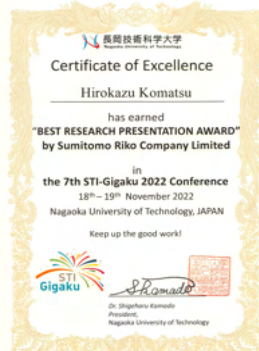 長岡技術科学大学
Nagaoka University of Technology
Certificate of Excellence
Hirokazu Komatsu
has earned
"BEST RESEARCH PRESENTATION AWARD"
by Sumitomo Riko Company Limited
in
the 7th STI-Gigaku 2022 Conference
18th – 19th November 2022
Nagaoka University of Technology, JAPAN
Keep up the good work!
STI
Gigaku
SKamado
Dr. Shigeharu Kamado
President,
Nagaoka University of Technology